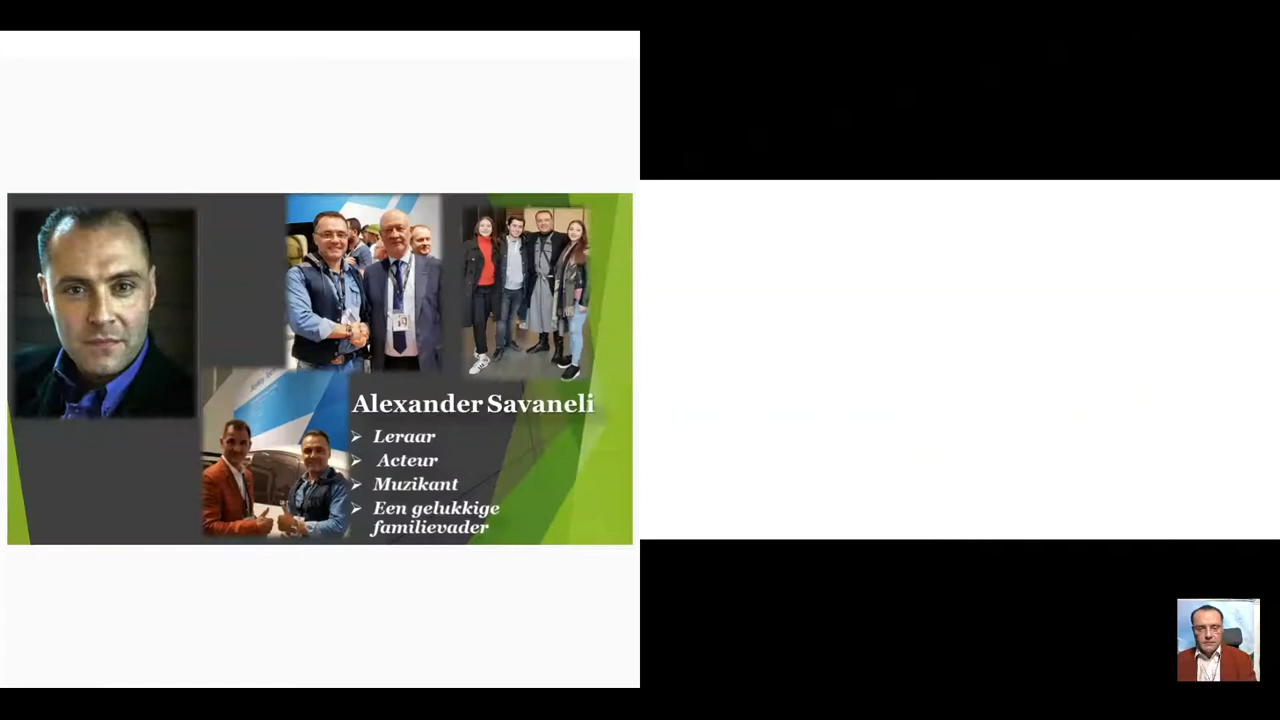 Alexander Savaneli
Leraar
Acteur
Muzikant
Een gelukkige
familievader